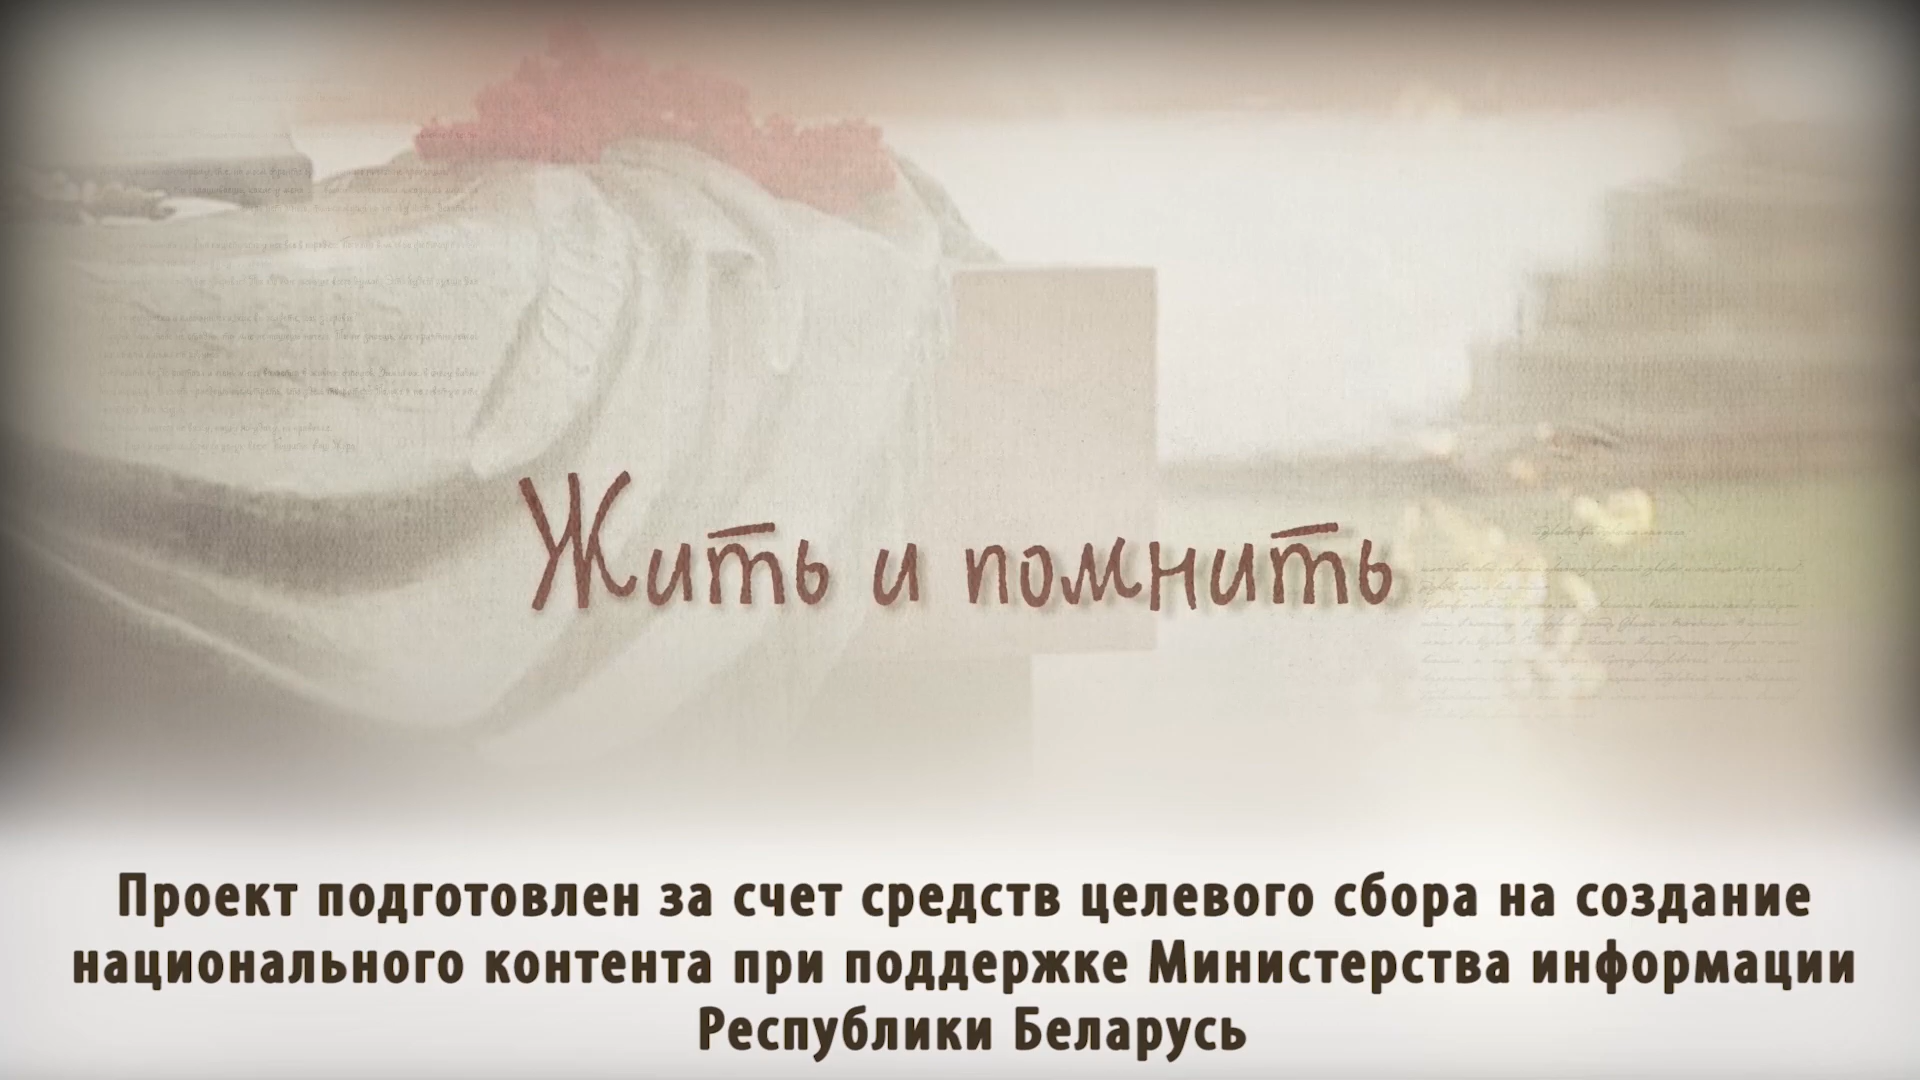 Жить и помнить
Проект подготовлен за счет средств целевого сбора на создание
национального контента при поддержке Министерства информации
Республики Беларусь